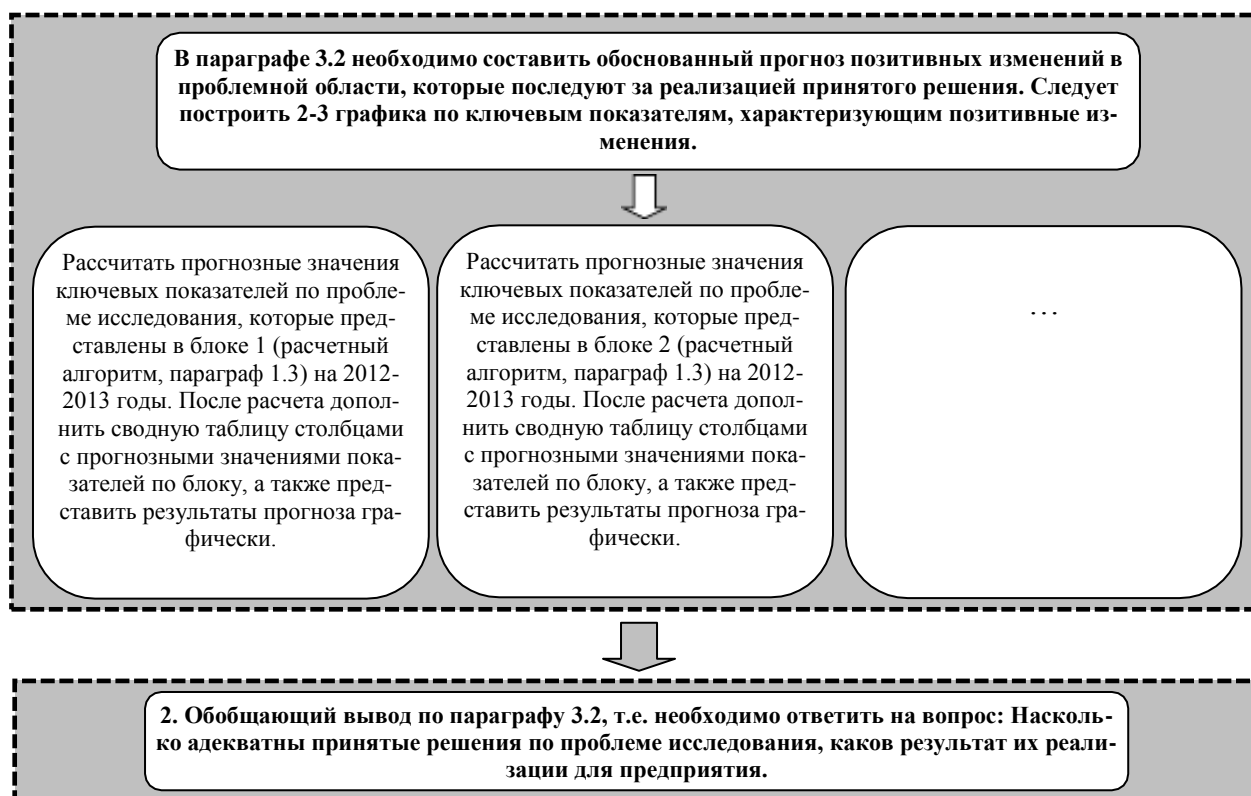 В параграфе 3.2 необходимо составить обоснованный прогноз позитивных изменений в
проблемной области, которые последуют за реализацией принятого решения. Следует
построить 2-3 графика по ключевым показателям, характеризующим позитивные из-
менения.
Рассчитать прогнозные значения
ключевых показателей по пробле-
ме исследования, которые пред-
ставлены в блоке 1 (расчетный
алгоритм, параграф 1.3) на 2012-
2013 годы. После расчета допол-
нить сводную таблицу столбцами
с прогнозными значениями пока-
зателей по блоку, а также пред-
ставить результаты прогноза гра-
фически.
Рассчитать прогнозные значения
ключевых показателей по пробле-
ме исследования, которые пред-
ставлены в блоке 2 (расчетный
алгоритм, параграф 1.3) на 2012-
2013 годы. После расчета допол-
нить сводную таблицу столбцами
с прогнозными значениями пока-
зателей по блоку, а также пред-
ставить результаты прогноза гра-
фически.
…
2. Обобщающий вывод по параграфу 3.2, т.е. необходимо ответить на вопрос: Насколь-
ко адекватны принятые решения по проблеме исследования, каков результат их реали-
зации для предприятия.